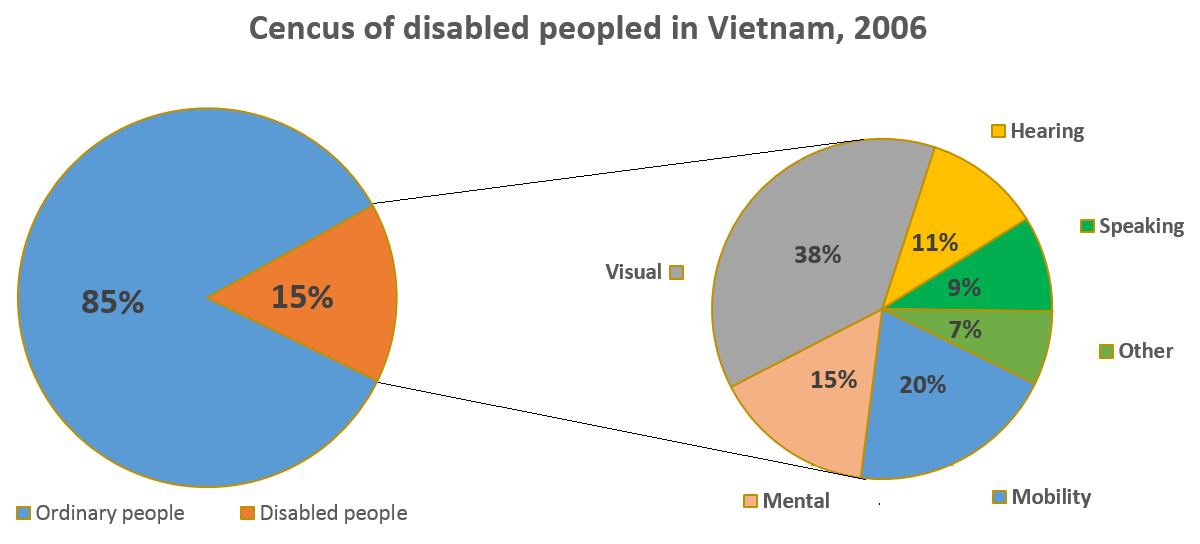 Cencus of disabled peopled in Vietnam, 2006
85%
15%
Ordinary people
Disabled people
Hearing
Speaking
Visual
Other
Mental
Mobility
38%
11%
9%
7%
15%
20%